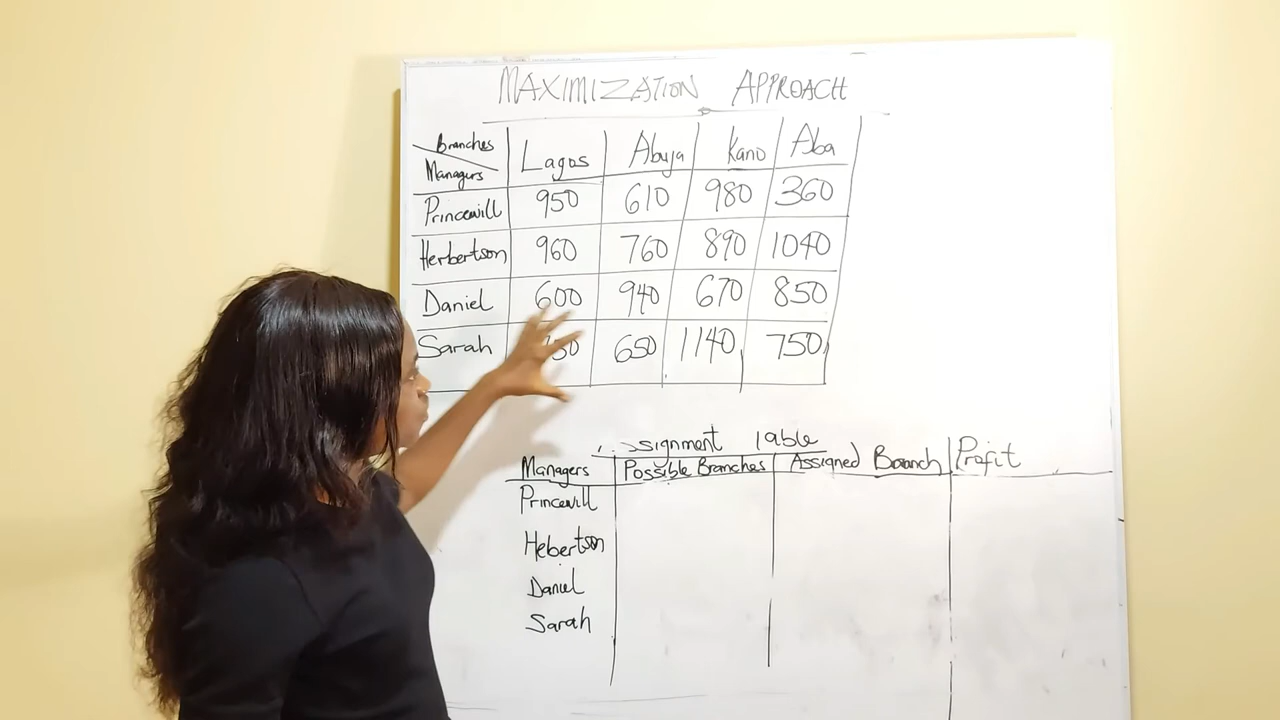 MAXIMIZATION APPROACH
Branches
Managers
Lagos Abuja Kano Aba
Princewill 950 610 980 360
Herbertson 960 760 890 1040
Daniel 600 940 670 850
Sarah 650 1140 750
Table
Managers Possible Branches Assigned Branch Profit
Princewill
Hebertson
Daniel
Sarah